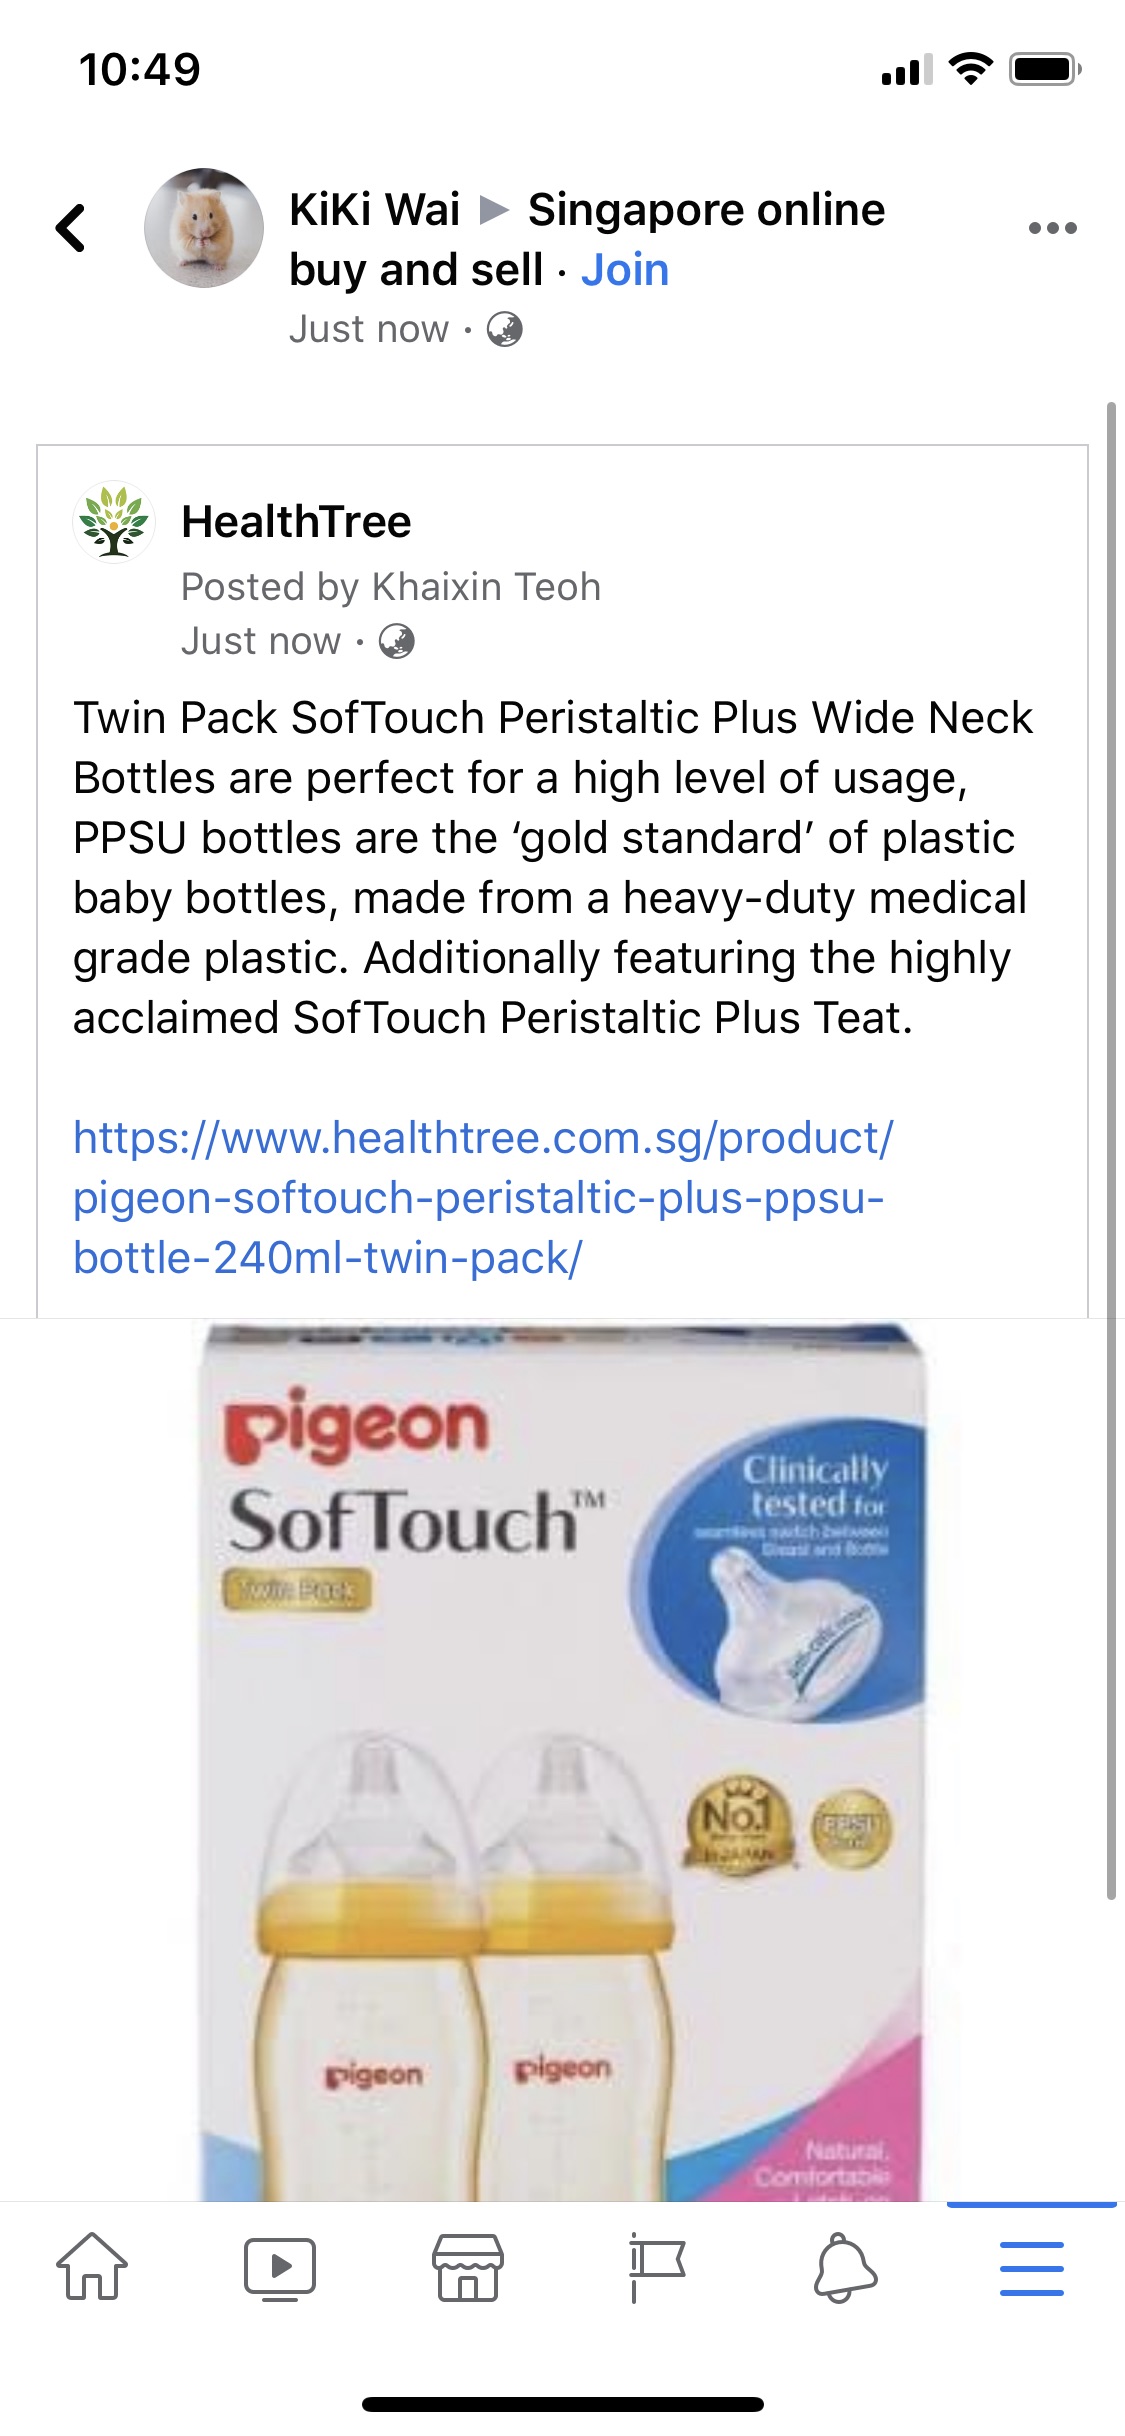 10:49
KiKi Wai ▶ Singapore online
buy and sell · Join
Just now ·
HealthTree
Posted by Khaixin Teoh
Just now ·
Twin Pack SofTouch Peristaltic Plus Wide Neck
Bottles are perfect for a high level of usage,
PPSU bottles are the ‘gold standard’ of plastic
baby bottles, made from a heavy-duty medical
grade plastic. Additionally featuring the highly
acclaimed SofTouch Peristaltic Plus Teat.
https://www.healthtree.com.sg/product/
pigeon-softouch-peristaltic-plus-ppsu-
bottle-240ml-twin-pack/
pigeon
SofTouch™
Twin Pack
Clinically
tested for
seamless switch between
Breast and Bottle
No.1
in JAPAN
PPSU
pigeon
pigeon
Natural,
Comfortable